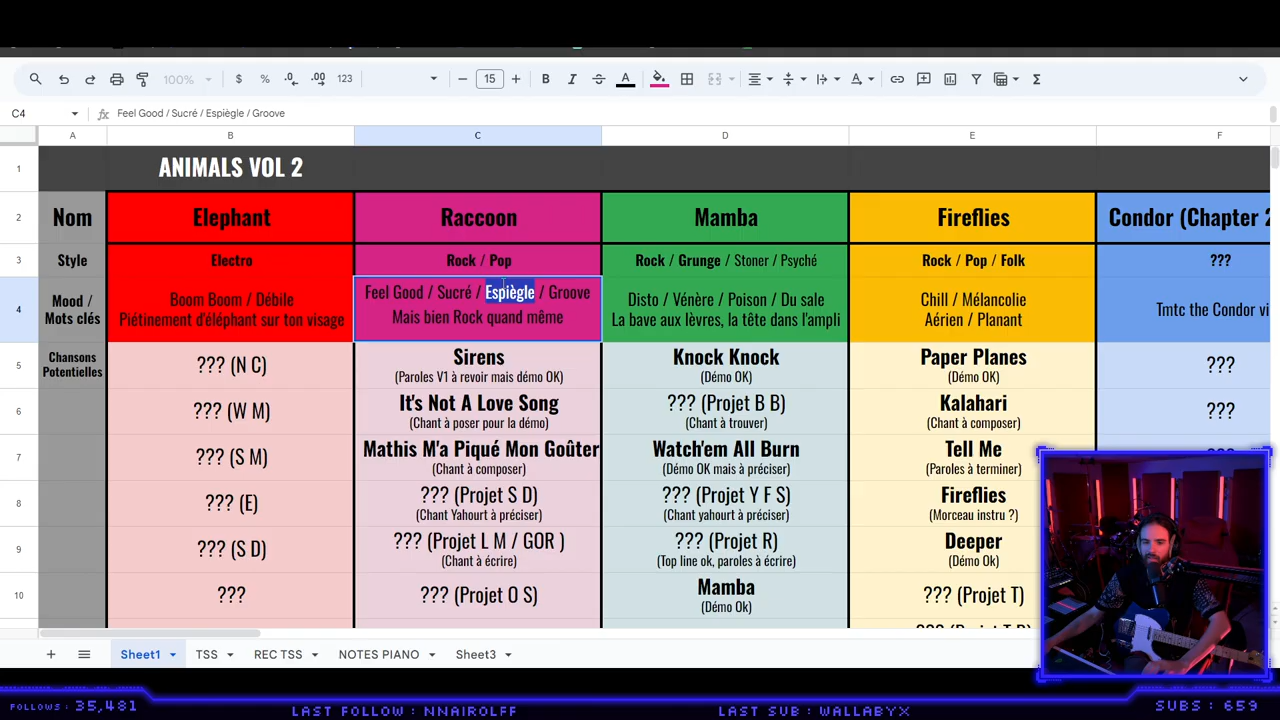 100%
$
%
.0
.00
123
15
B
I
S
A
Σ
C4
fx
Feel Good / Sucré / Espiègle / Groove
A
B
C
D
E
F
1
ANIMALS VOL 2
2
Nom
Elephant
Raccoon
Mamba
Fireflies
Condor (Chapter 2
3
Style
Electro
Rock / Pop
Rock / Grunge / Stoner / Psyché
Rock / Pop / Folk
???
4
Mood /
Mots clés
Boom Boom / Débile
Piétinement d'éléphant sur ton visage
Feel Good / Sucré / Espiègle / Groove
Mais bien Rock quand même
Disto / Vénère / Poison / Du sale
La bave aux lèvres, la tête dans l'ampli
Chill / Mélancolie
Aérien / Planant
Tmtc the Condor vi
5
Chansons
Potentielles
??? (N C)
Sirens
(Paroles V1 à revoir mais démo OK)
Knock Knock
(Démo OK)
Paper Planes
(Démo OK)
???
6
??? (W M)
It's Not A Love Song
(Chant à poser pour la démo)
??? (Projet B B)
(Chant à trouver)
Kalahari
(Chant à composer)
???
7
??? (S M)
Mathis M'a Piqué Mon Goûter
(Chant à composer)
Watch'em All Burn
(Démo OK mais à préciser)
Tell Me
(Paroles à terminer)
8
??? (E)
??? (Projet S D)
(Chant Yahourt à préciser)
??? (Projet Y F S)
(Chant yahourt à préciser)
Fireflies
(Morceau instru ?)
9
??? (S D)
??? (Projet L M / GOR )
(Chant à écrire)
??? (Projet R)
(Top line ok, paroles à écrire)
Deeper
(Démo Ok)
10
???
??? (Projet O S)
Mamba
(Démo Ok)
??? (Projet T)
Sheet1
TSS
REC TSS
NOTES PIANO
Sheet3
FOLLOWS: 35,481
LAST FOLLOW: NNAIROLFF
LAST SUB: WALLABYX
SUBS: 659